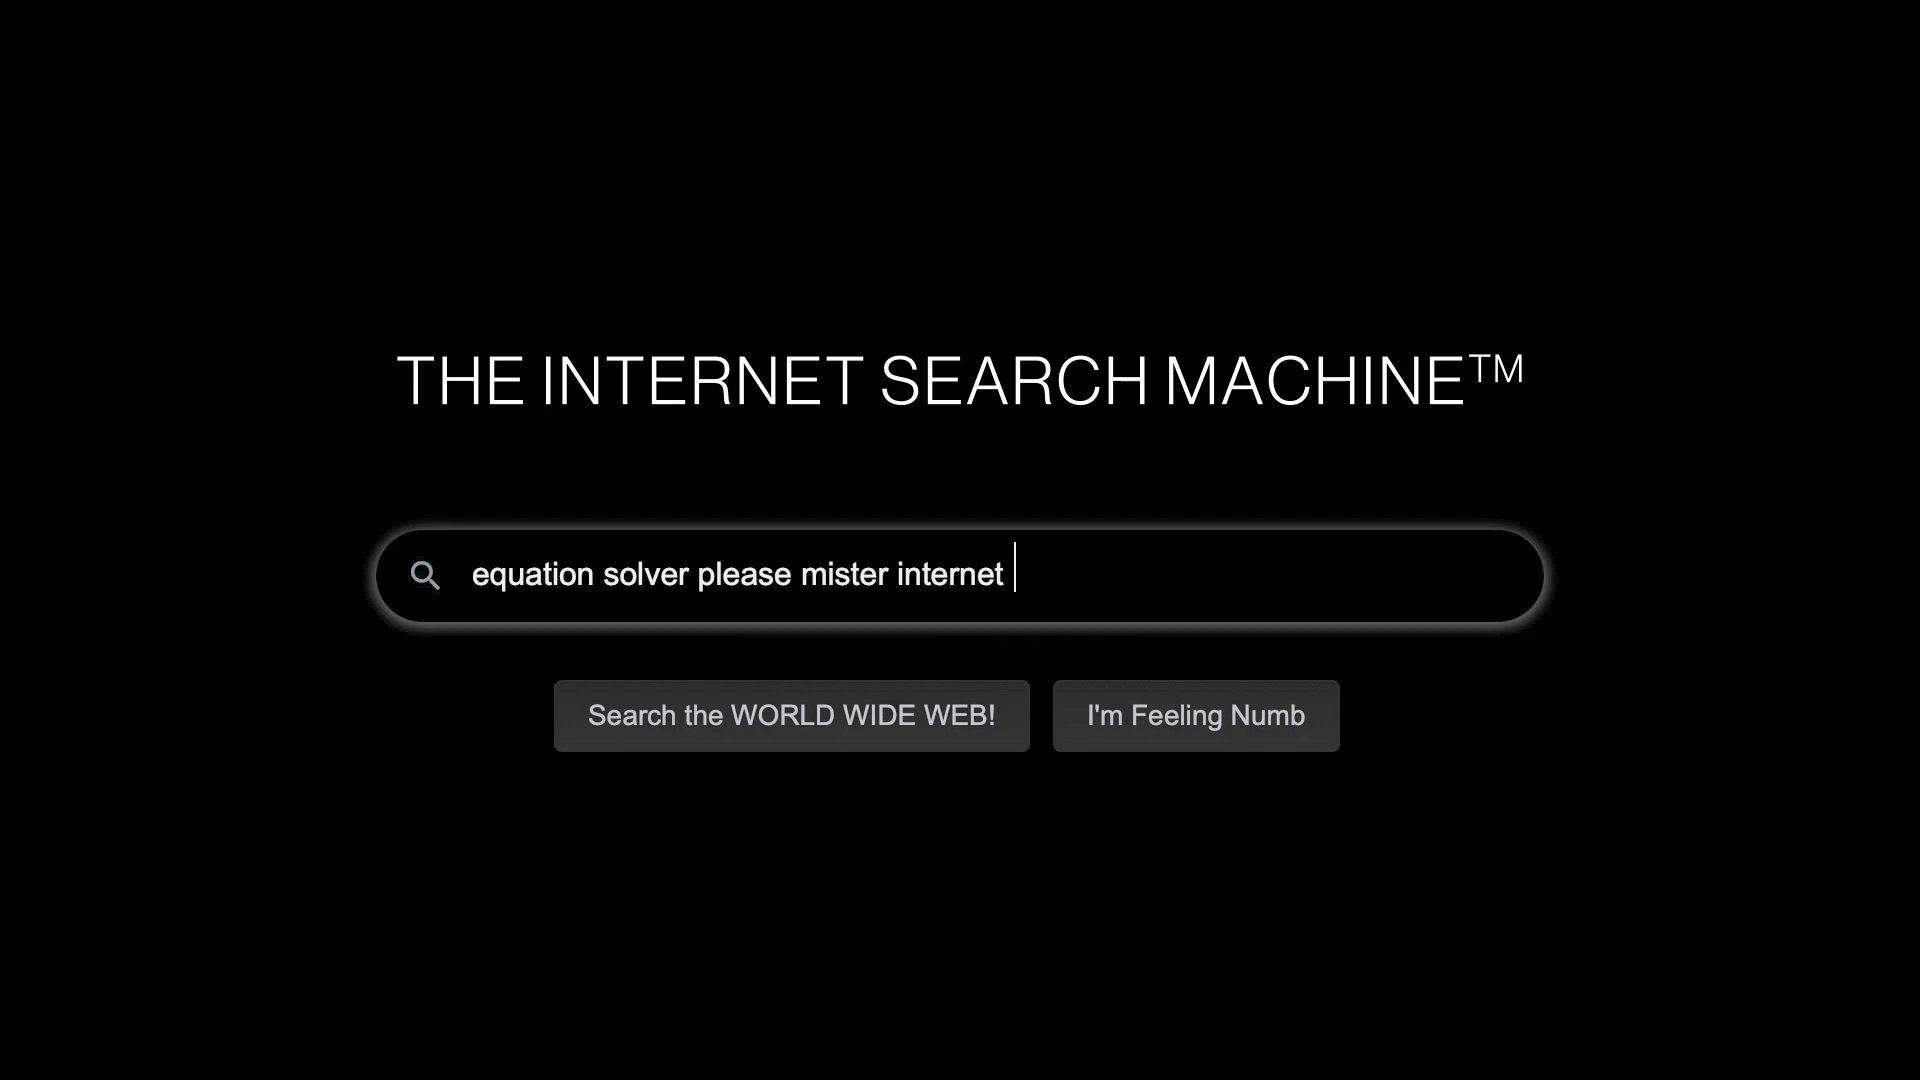 THE INTERNET SEARCH MACHINE™
equation solver please mister internet
Search the WORLD WIDE WEB!
I'm Feeling Numb